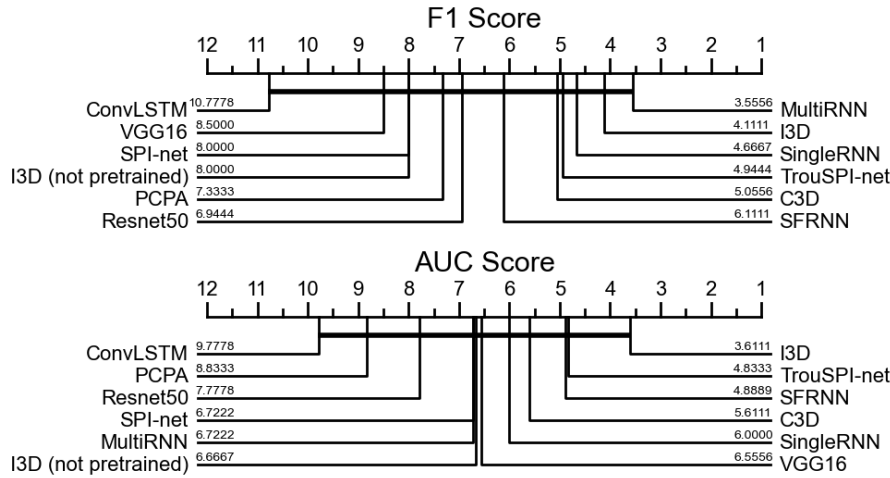 F1 Score
12 11 10 9 8 7 6 5 4 3 2 1
ConvLSTM 10.7778 3.5556 MultiRNN
VGG16 8.5000 4.1111 I3D
SPI-net 8.0000 4.6667 SingleRNN
I3D (not pretrained) 8.0000 4.9444 TrouSPI-net
PCPA 7.3333 5.0556 C3D
Resnet50 6.9444 6.1111 SFRNN
AUC Score
12 11 10 9 8 7 6 5 4 3 2 1
ConvLSTM 9.7778 3.6111 I3D
PCPA 8.8333 4.8333 TrouSPI-net
Resnet50 7.7778 4.8889 SFRNN
SPI-net 6.7222 5.6111 C3D
MultiRNN 6.7222 6.0000 SingleRNN
I3D (not pretrained) 6.6667 6.5556 VGG16